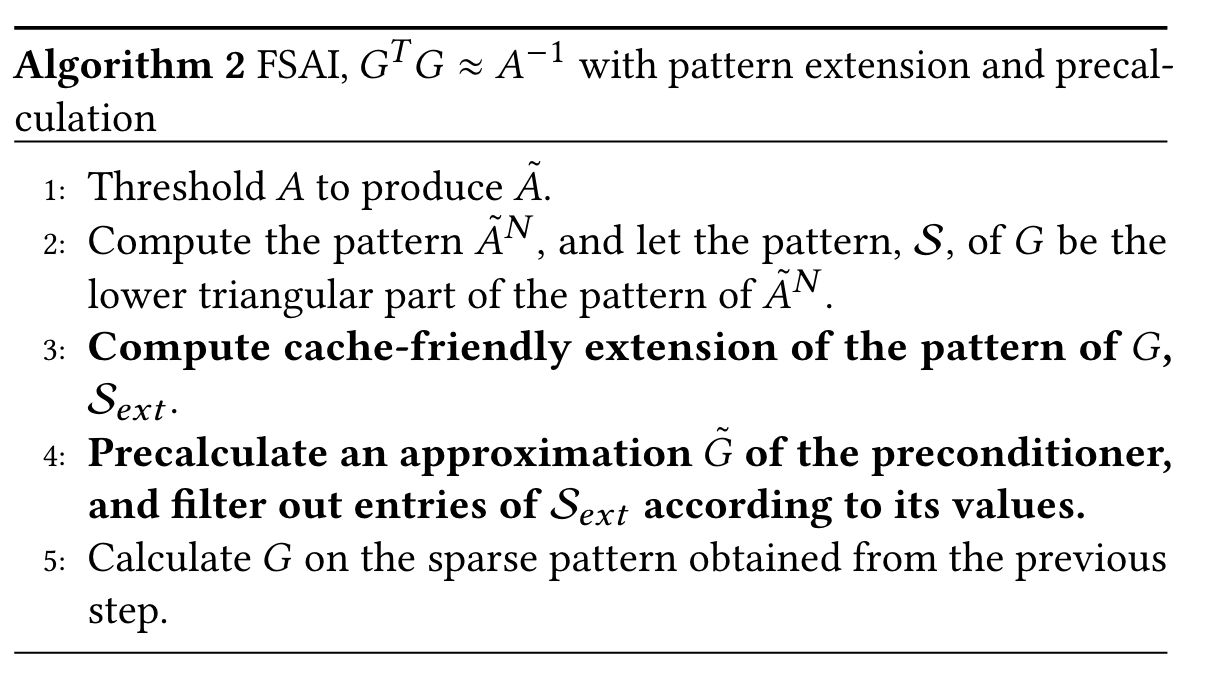 Algorithm 2 FSAI, $G^T G \approx A^{-1}$ with pattern extension and precal-
culation
1: Threshold $A$ to produce $\tilde{A}$.
2: Compute the pattern $\tilde{A}^N$, and let the pattern, $\mathcal{S}$, of $G$ be the
lower triangular part of the pattern of $\tilde{A}^N$.
3: Compute cache-friendly extension of the pattern of $G$,
$\mathcal{S}_{ext}$.
4: Precalculate an approximation $\tilde{G}$ of the preconditioner,
and filter out entries of $\mathcal{S}_{ext}$ according to its values.
5: Calculate $G$ on the sparse pattern obtained from the previous
step.